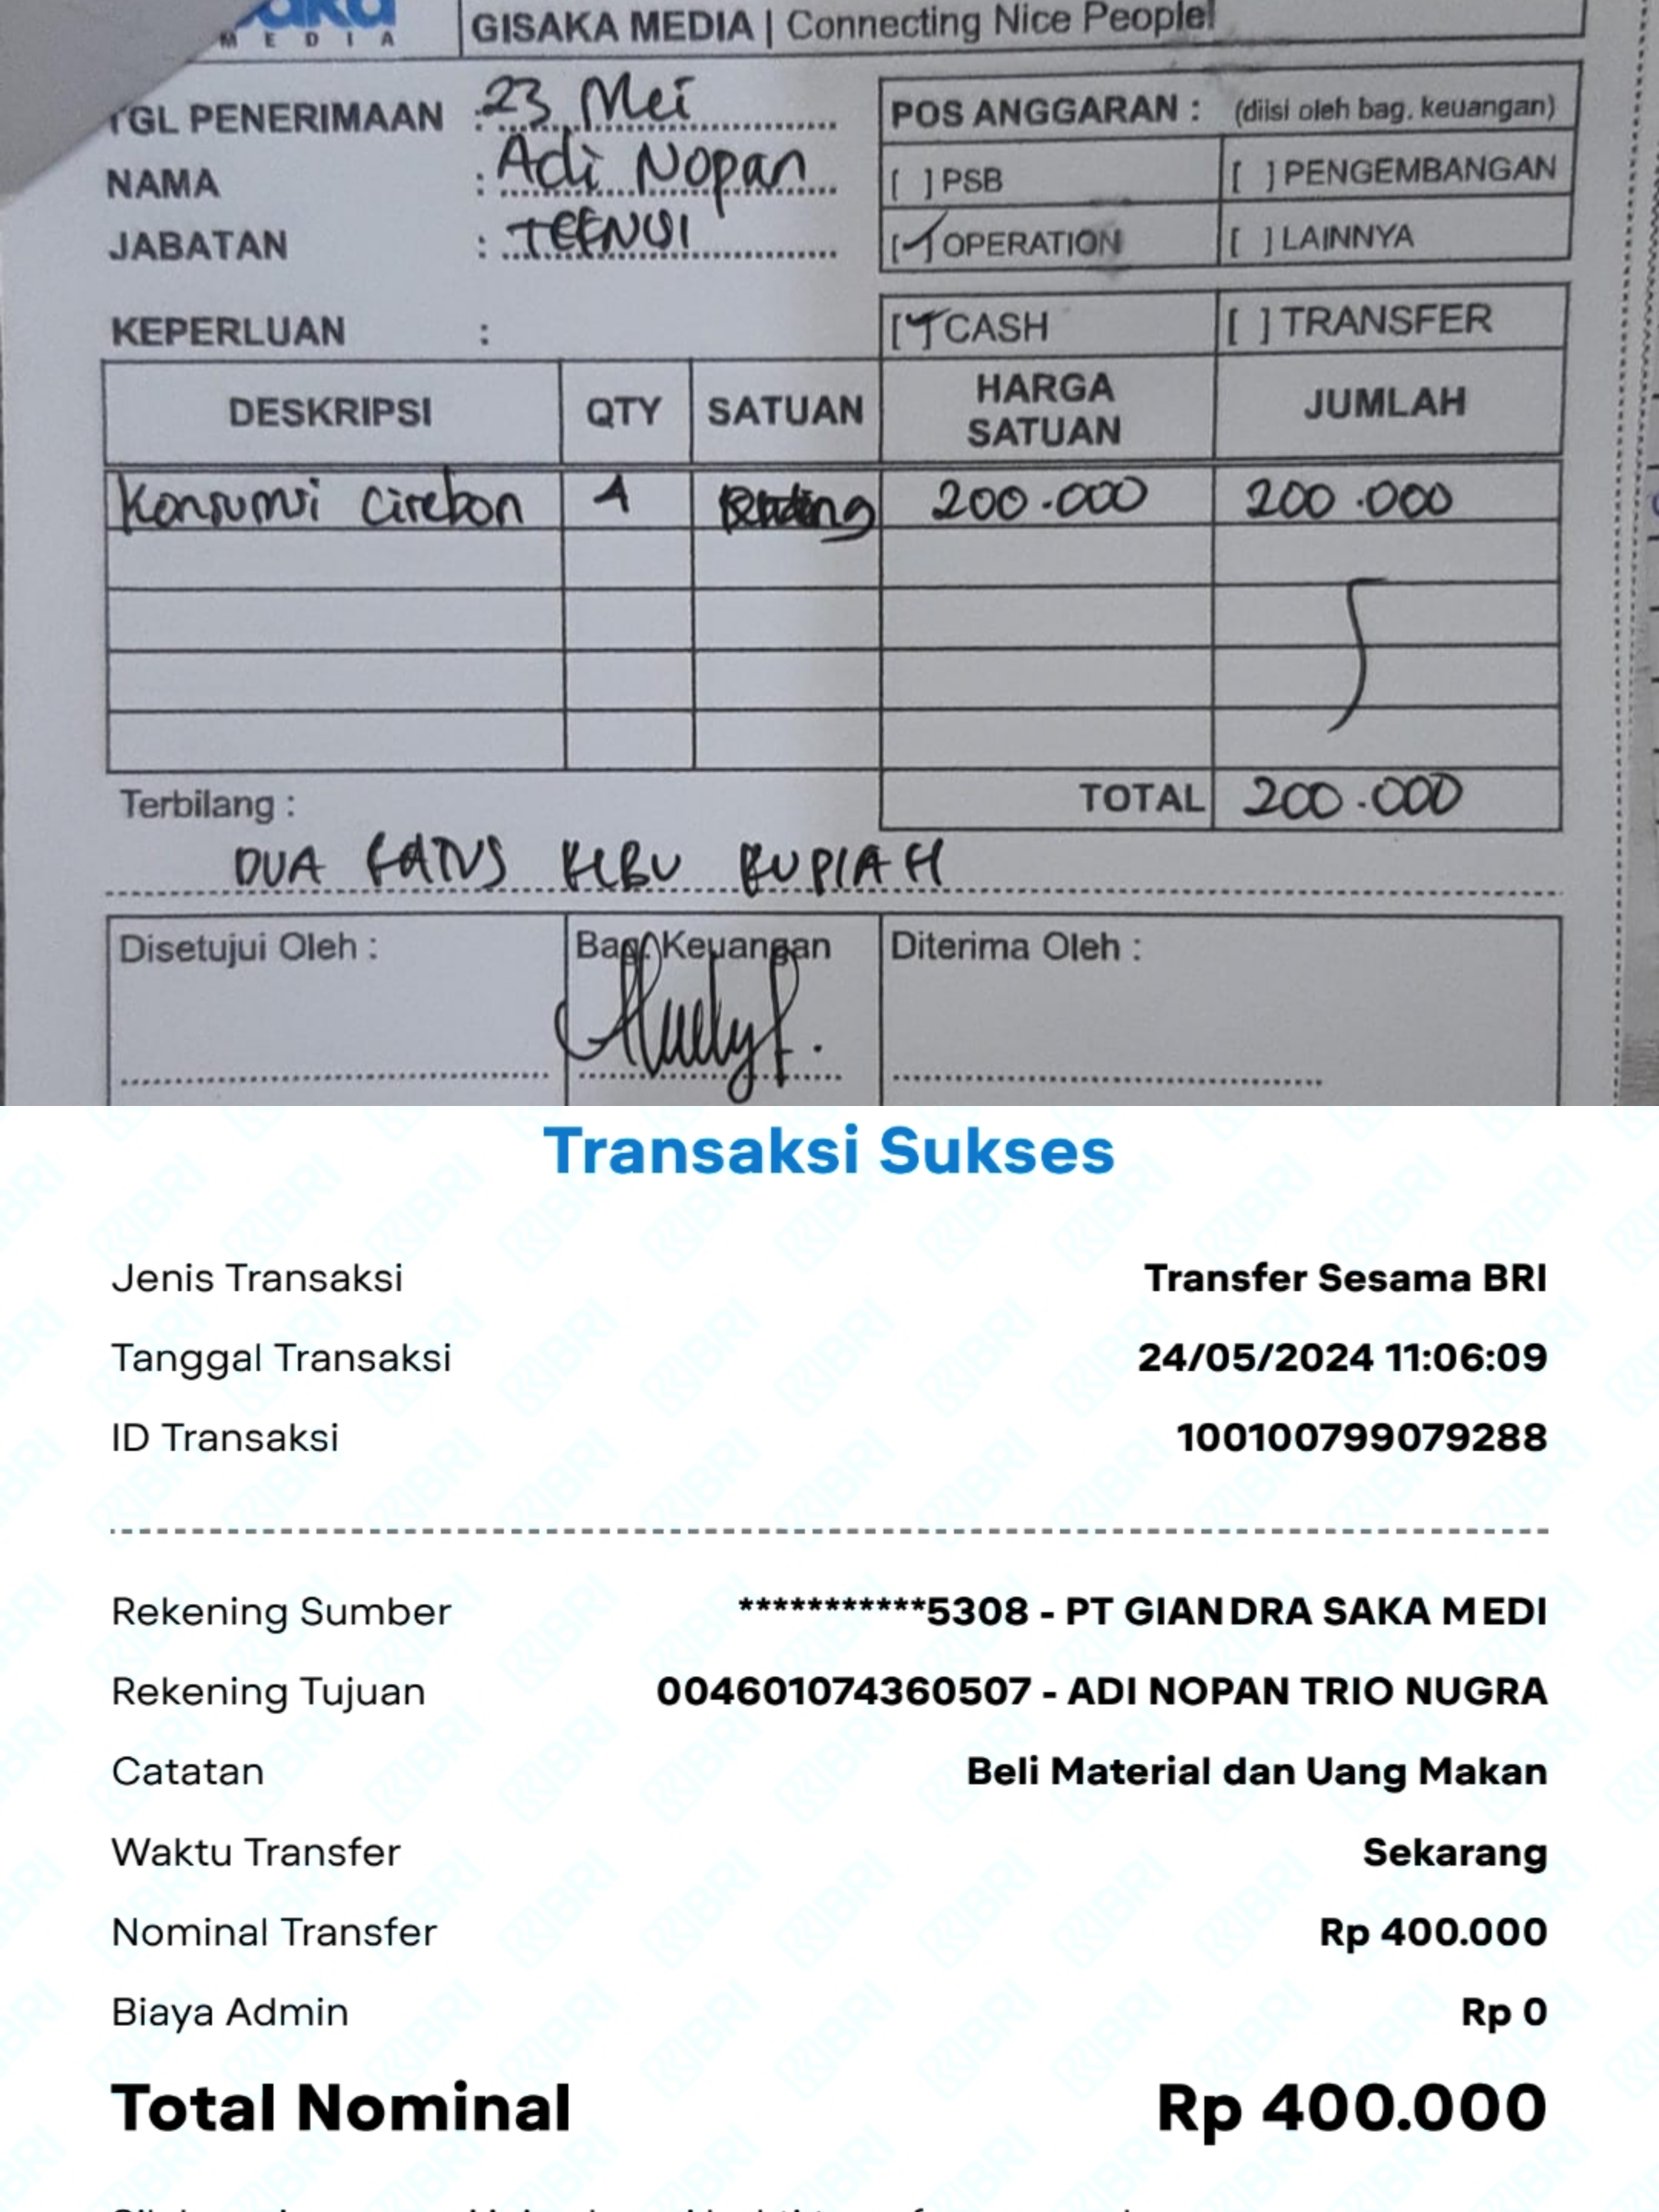 MEDIA
GISAKA MEDIA | Connecting Nice People!
TGL PENERIMAAN : 23 Mei
NAMA : Adi Nopan
JABATAN : TEKNISI
POS ANGGARAN : (diisi oleh bag. keuangan)
[ ] PSB [ ] PENGEMBANGAN
[✓] OPERATION [ ] LAINNYA
KEPERLUAN :
[✓] CASH [ ] TRANSFER
DESKRIPSI QTY SATUAN HARGA SATUAN JUMLAH
Konsumsi Cirebon 1 200.000 200.000
TOTAL 200.000
Terbilang :
DUA RATUS RIBU RUPIAH
Disetujui Oleh : Bag. Keuangan Diterima Oleh :
Transaksi Sukses
Jenis Transaksi Transfer Sesama BRI
Tanggal Transaksi 24/05/2024 11:06:09
ID Transaksi 100100799079288
Rekening Sumber ***********5308 - PT GIANDRA SAKA MEDI
Rekening Tujuan 004601074360507 - ADI NOPAN TRIO NUGRA
Catatan Beli Material dan Uang Makan
Waktu Transfer Sekarang
Nominal Transfer Rp 400.000
Biaya Admin Rp 0
Total Nominal Rp 400.000